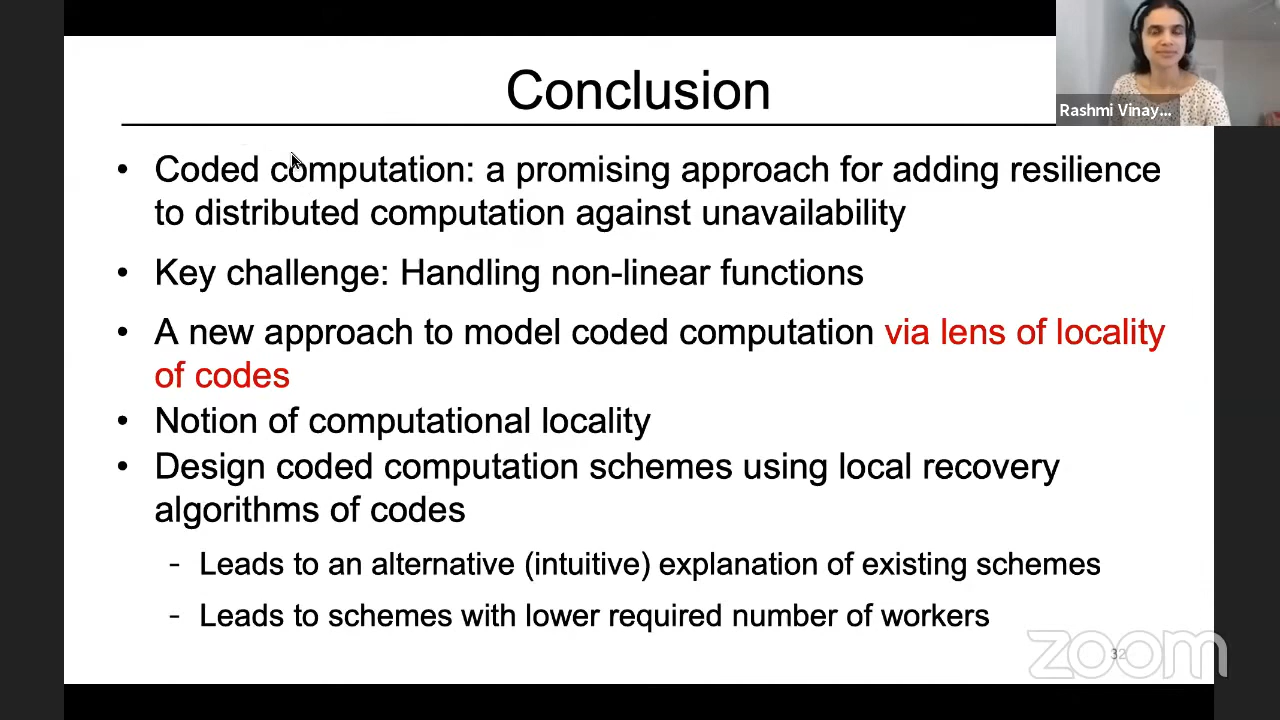 Conclusion
Rashmi Vinay...
• Coded computation: a promising approach for adding resilience
to distributed computation against unavailability
• Key challenge: Handling non-linear functions
• A new approach to model coded computation via lens of locality
of codes
• Notion of computational locality
• Design coded computation schemes using local recovery
algorithms of codes
- Leads to an alternative (intuitive) explanation of existing schemes
- Leads to schemes with lower required number of workers
32
zoom